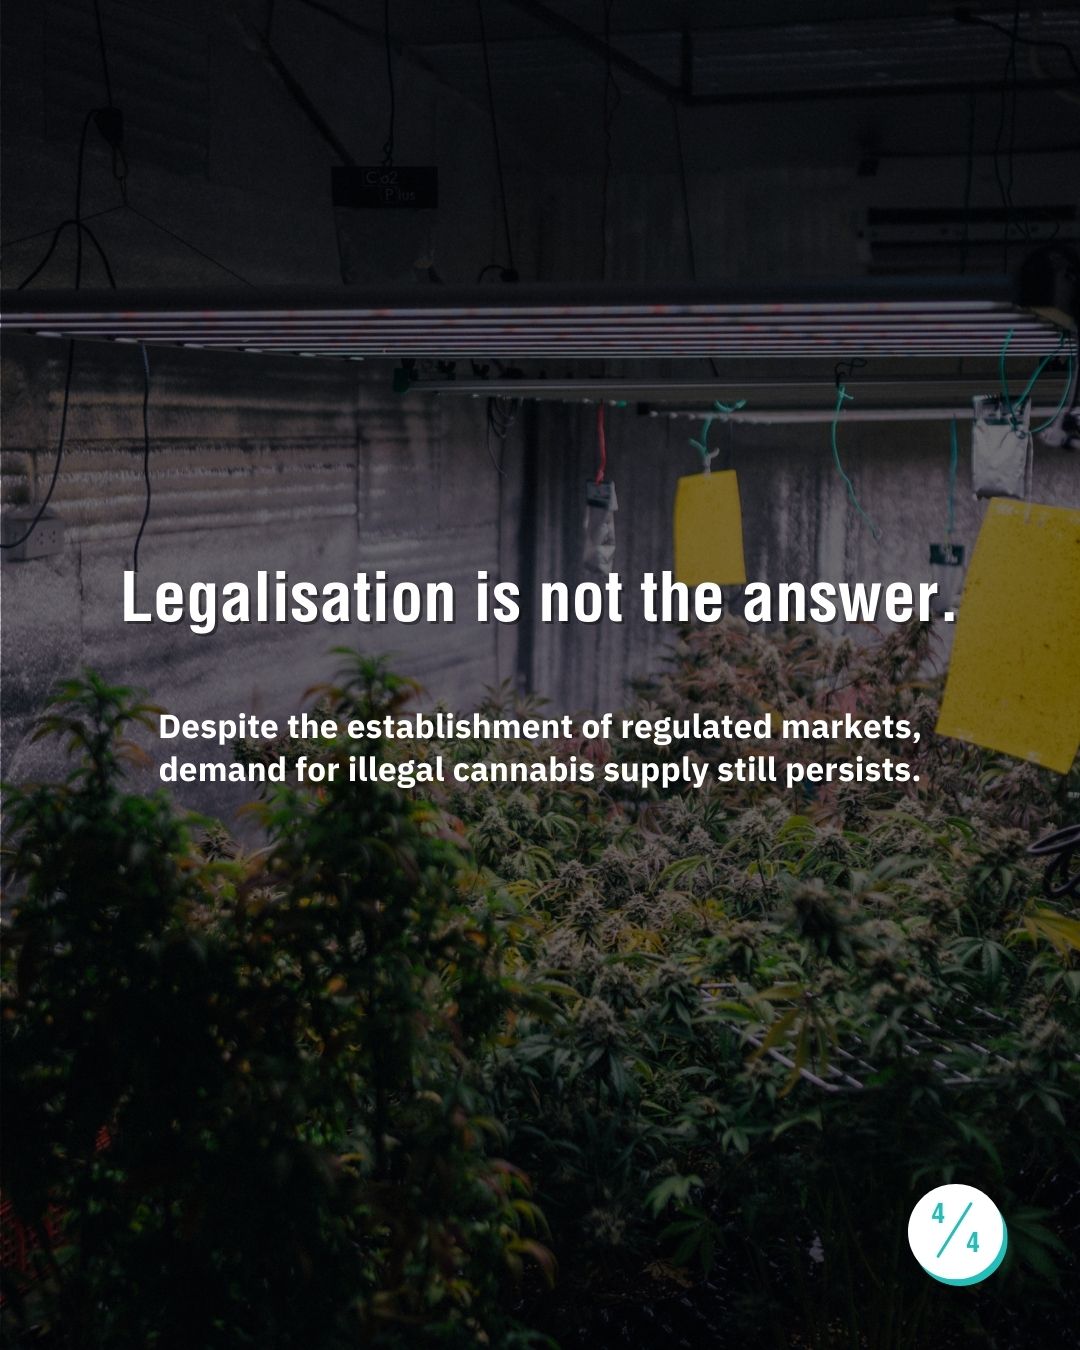 Co2
Plus
Legalisation is not the answer.
Despite the establishment of regulated markets,
demand for illegal cannabis supply still persists.
4/4